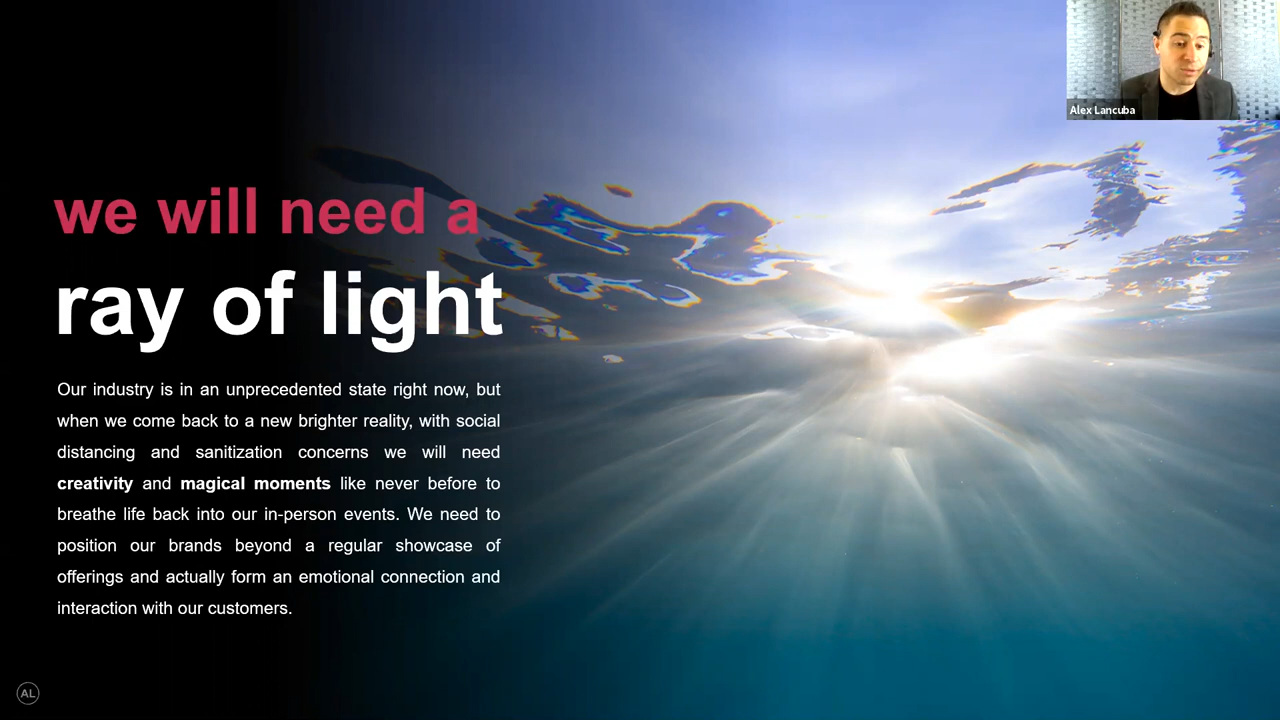 Alex Lancuba
we will need a
ray of light
Our industry is in an unprecedented state right now, but
when we come back to a new brighter reality, with social
distancing and sanitization concerns we will need
creativity and magical moments like never before to
breathe life back into our in-person events. We need to
position our brands beyond a regular showcase of
offerings and actually form an emotional connection and
interaction with our customers.
AL